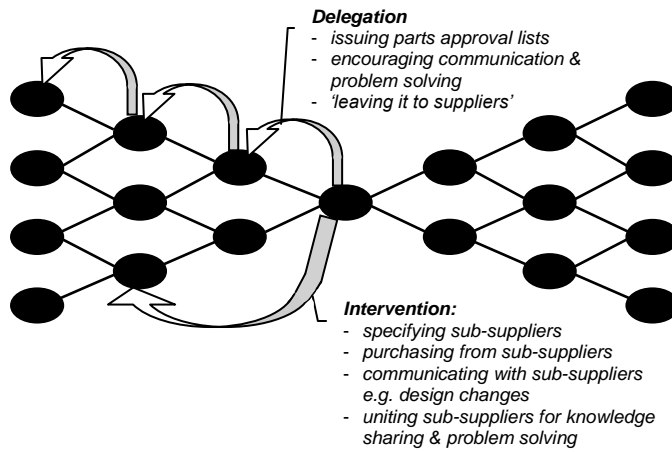 Delegation
- issuing parts approval lists
- encouraging communication &
problem solving
- ‘leaving it to suppliers’
Intervention:
- specifying sub-suppliers
- purchasing from sub-suppliers
- communicating with sub-suppliers
e.g. design changes
- uniting sub-suppliers for knowledge
sharing & problem solving